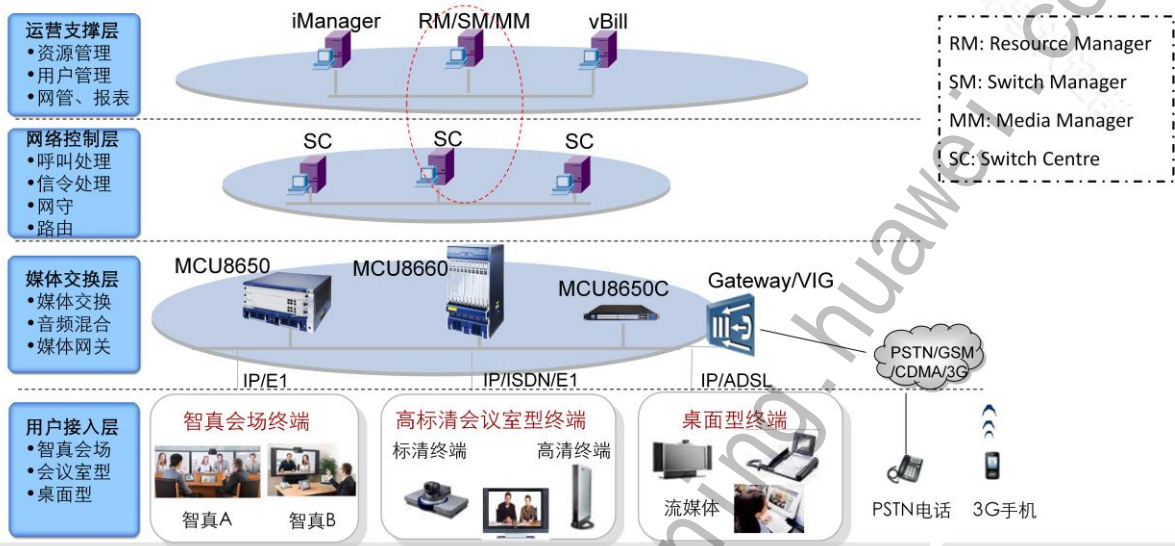 运营支撑层
•资源管理
•用户管理
•网管、报表
iManager
RM/SM/MM
vBill
RM: Resource Manager
SM: Switch Manager
MM: Media Manager
SC: Switch Centre
网络控制层
•呼叫处理
•信令处理
•网守
•路由
SC
SC
SC
媒体交换层
•媒体交换
•音频混合
•媒体网关
MCU8650
MCU8660
MCU8650C
Gateway/VIG
PSTN/GSM
/CDMA/3G
IP/E1
IP/ISDN/E1
IP/ADSL
用户接入层
•智真会场
•会议室型
•桌面型
智真会场终端
智真A
智真B
高标清会议室型终端
标清终端
高清终端
桌面型终端
流媒体
PSTN电话
3G手机
ning.huawei.co